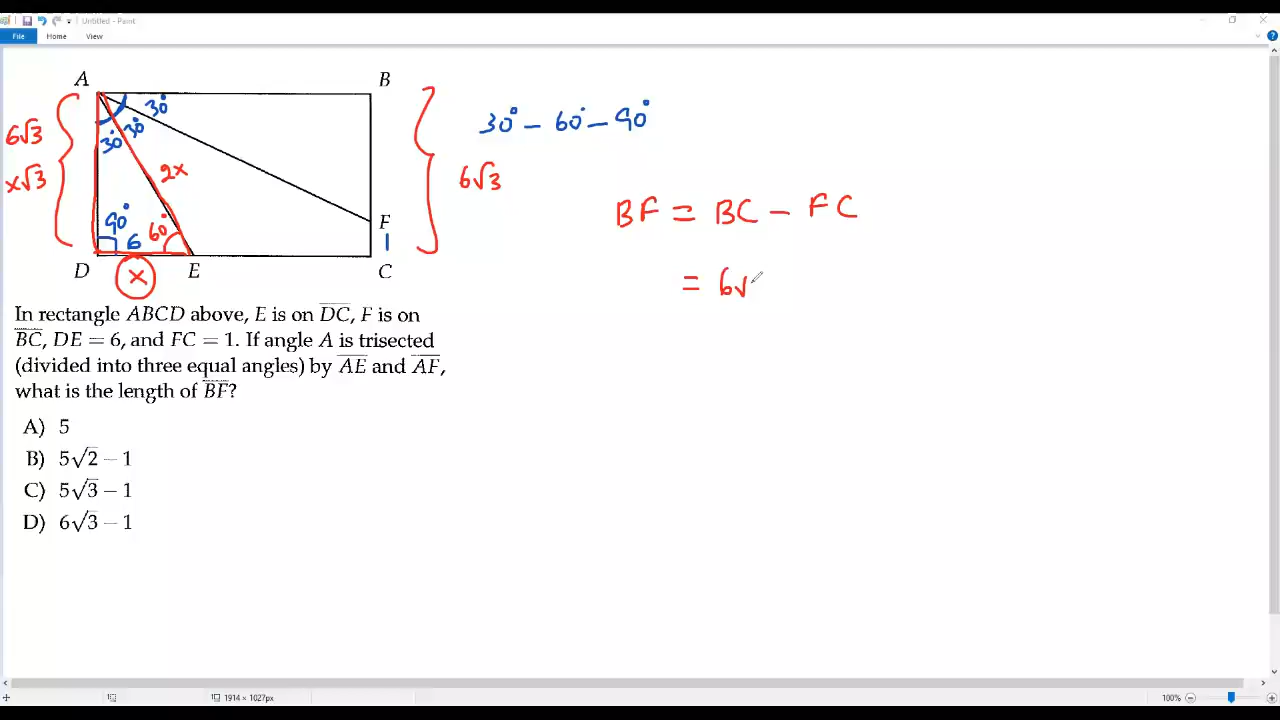 Untitled - Paint
File Home View
A B
30°
30°
30°
6√3
x√3
2x
90°
60°
6
D x E
F
1
C
6√3
30° - 60° - 90°
BF = BC - FC
= 6√
In rectangle ABCD above, E is on DC, F is on
BC, DE = 6, and FC = 1. If angle A is trisected
(divided into three equal angles) by AE and AF,
what is the length of BF?
A) 5
B) 5√2 − 1
C) 5√3 − 1
D) 6√3 − 1
1914 × 1027px
100%